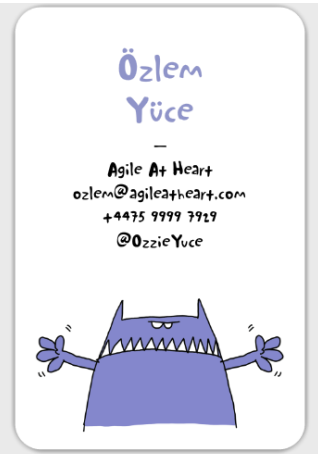 Özlem
Yüce
—
Agile At Heart
ozlem@agileatheart.com
+4475 9999 7929
@OzzieYuce